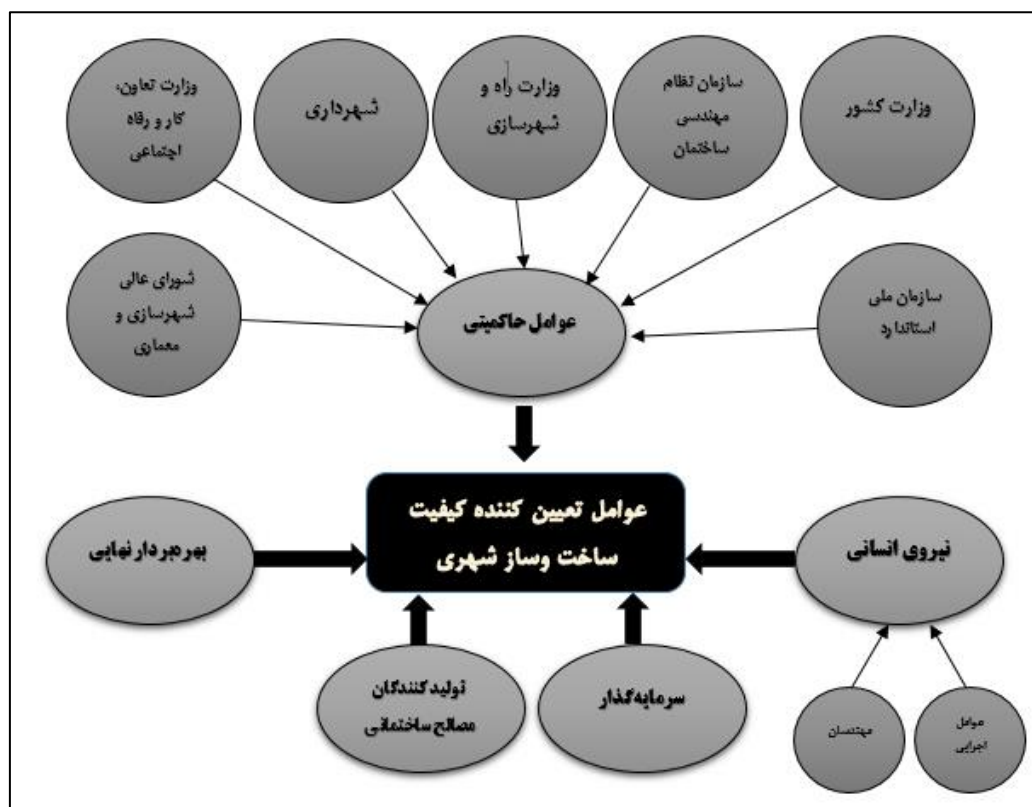 وزارت کشور
سازمان نظام
مهندسی
ساختمان
وزارت راه و
شهرسازی
شهرداری
وزارت تعاون،
کار و رفاه
اجتماعی
سازمان ملی
استاندارد
عوامل حاکمیتی
شورای عالی
شهرسازی و
معماری
عوامل تعیین کننده کیفیت
ساخت وساز شهری
نیروی انسانی
بهره‌بردار نهایی
سرمایه‌گذار
تولیدکنندگان
مصالح ساختمانی
عوامل
اجرایی
مهندسان